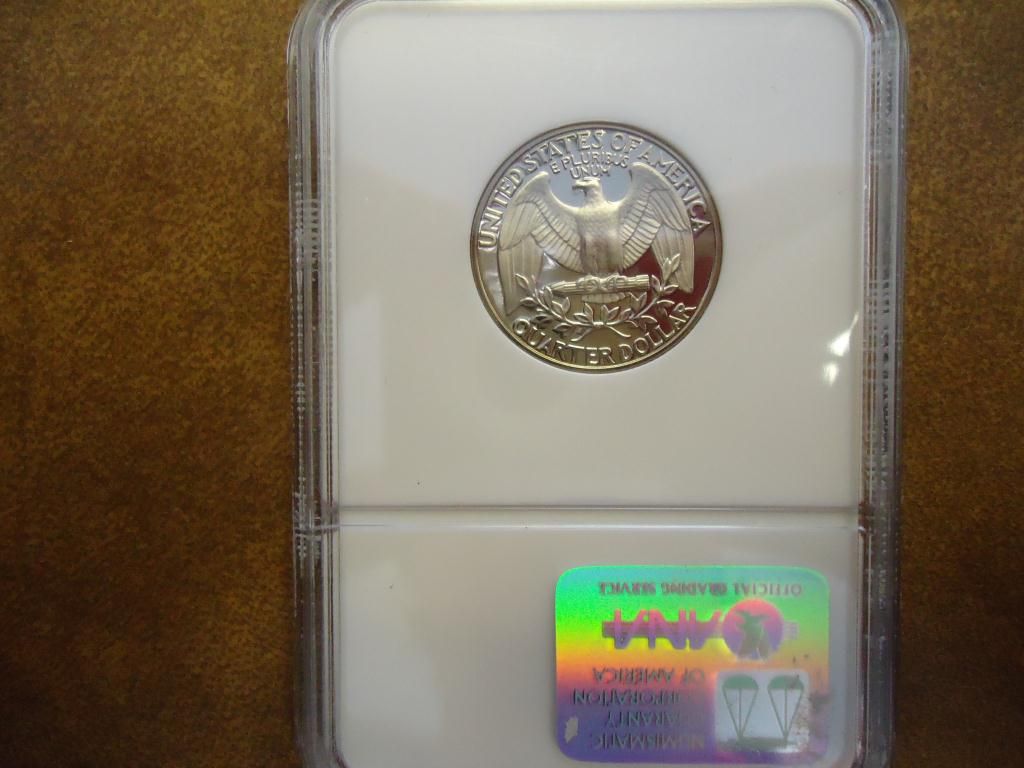 UNITED STATES OF AMERICA
E PLURIBUS
UNUM
QUARTER DOLLAR
NUMISMATIC
GUARANTY
CORPORATION
OF AMERICA
ANA
OFFICIAL GRADING SERVICE